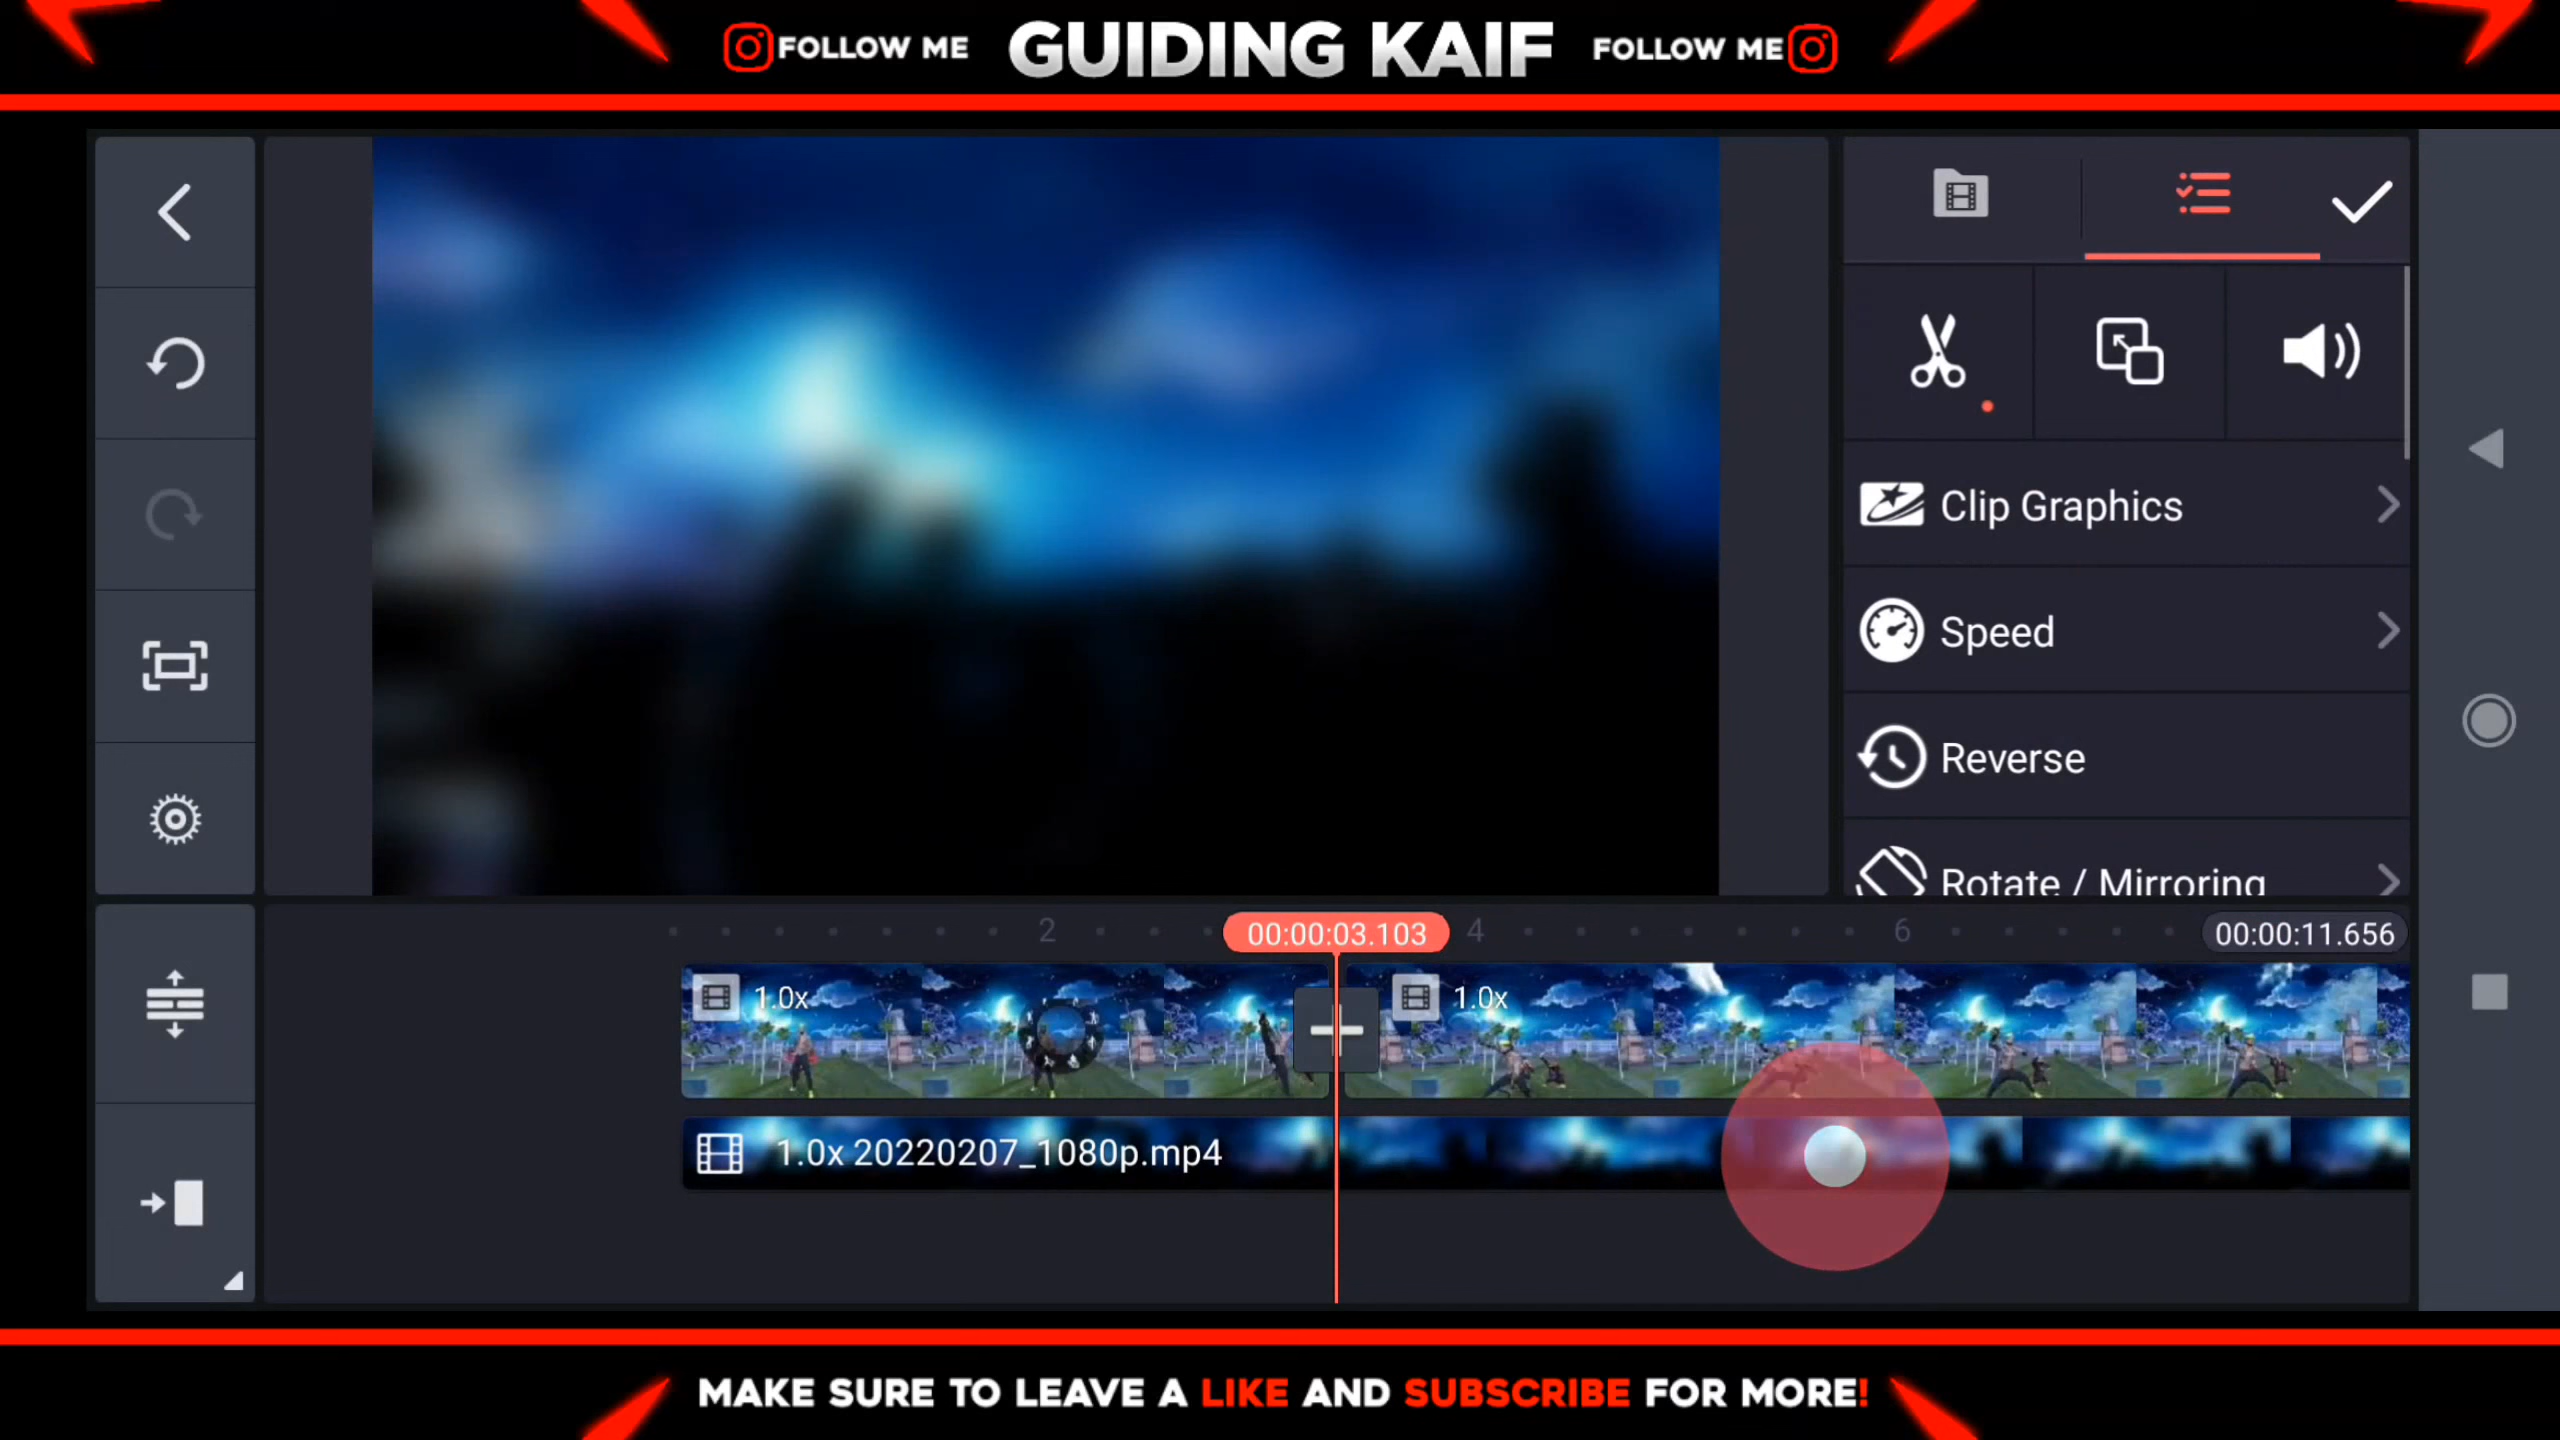 FOLLOW ME GUIDING KAIF FOLLOW ME
Clip Graphics
Speed
Reverse
Rotate / Mirroring
2 00:00:03.103 4 6 00:00:11.656
1.0x 1.0x
1.0x 20220207_1080p.mp4
MAKE SURE TO LEAVE A LIKE AND SUBSCRIBE FOR MORE!